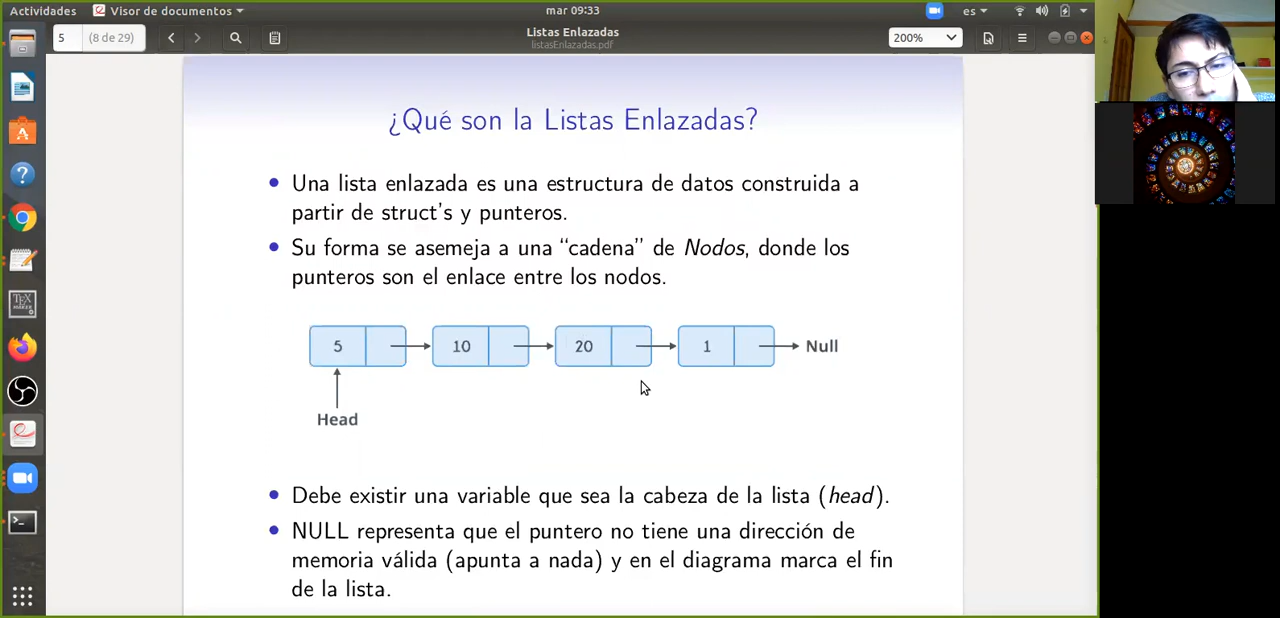 Actividades Visor de documentos mar 09:33 es
5 (8 de 29) Listas Enlazadas 200%
listasEnlazadas.pdf
¿Qué son la Listas Enlazadas?
Una lista enlazada es una estructura de datos construida a
partir de struct's y punteros.
Su forma se asemeja a una “cadena” de Nodos, donde los
punteros son el enlace entre los nodos.
5 10 20 1 Null
Head
Debe existir una variable que sea la cabeza de la lista (head).
NULL representa que el puntero no tiene una dirección de
memoria válida (apunta a nada) y en el diagrama marca el fin
de la lista.